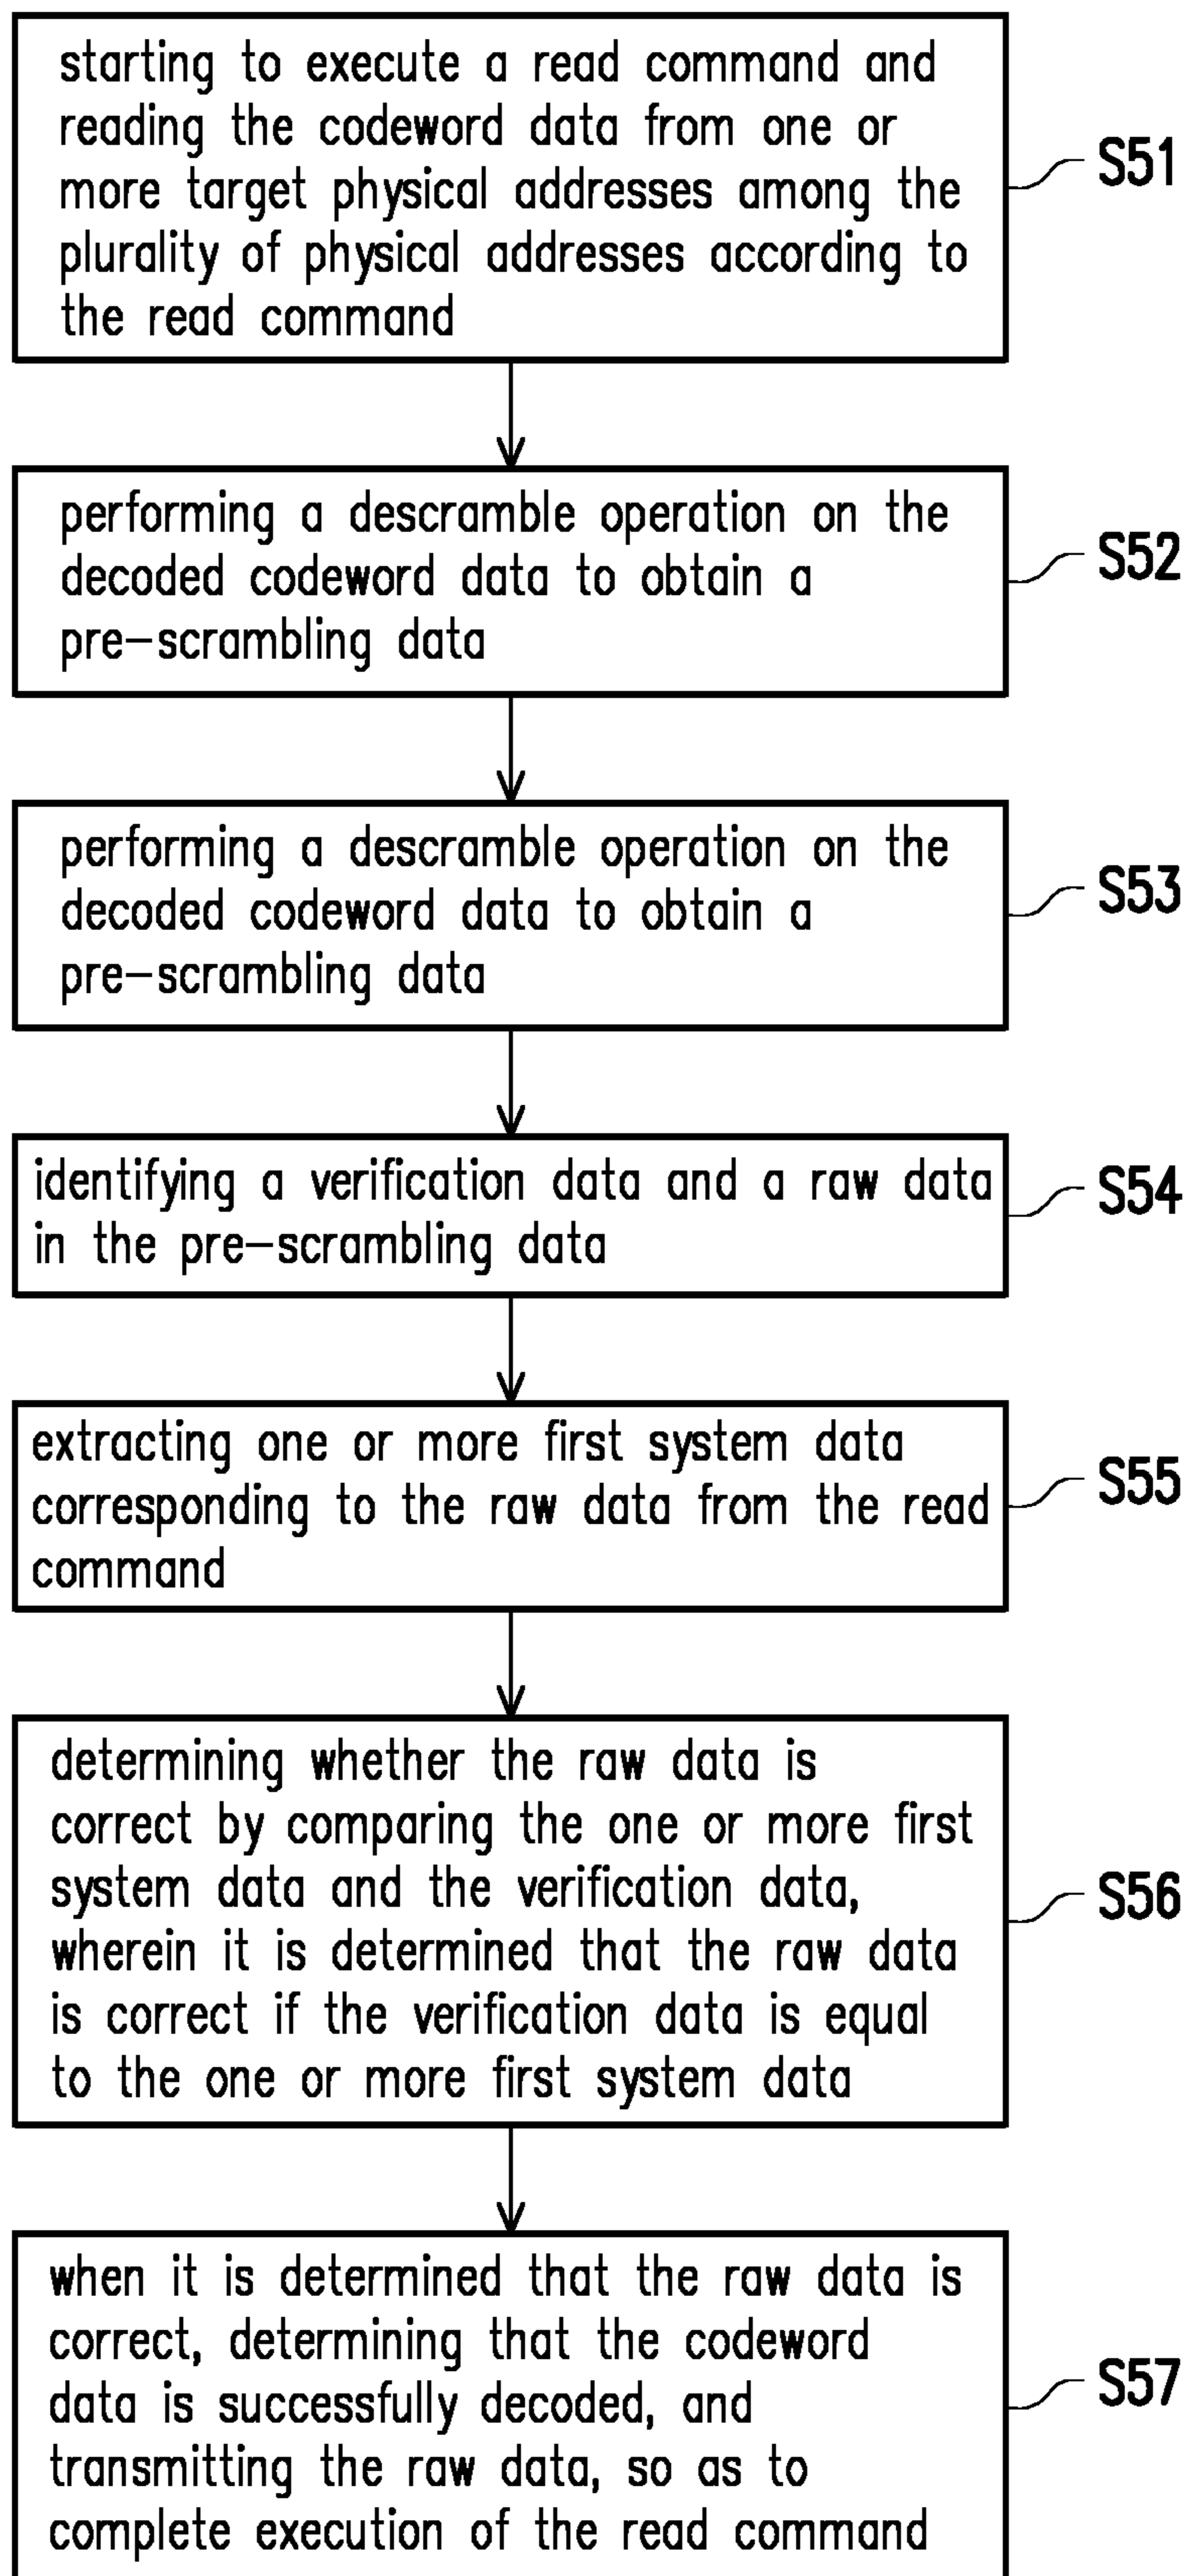 starting to execute a read command and
reading the codeword data from one or
more target physical addresses among the
plurality of physical addresses according to
the read command
S51
performing a descramble operation on the
decoded codeword data to obtain a
pre-scrambling data
S52
performing a descramble operation on the
decoded codeword data to obtain a
pre-scrambling data
S53
identifying a verification data and a raw data
in the pre-scrambling data
S54
extracting one or more first system data
corresponding to the raw data from the read
command
S55
determining whether the raw data is
correct by comparing the one or more first
system data and the verification data,
wherein it is determined that the raw data
is correct if the verification data is equal
to the one or more first system data
S56
when it is determined that the raw data is
correct, determining that the codeword
data is successfully decoded, and
transmitting the raw data, so as to
complete execution of the read command
S57